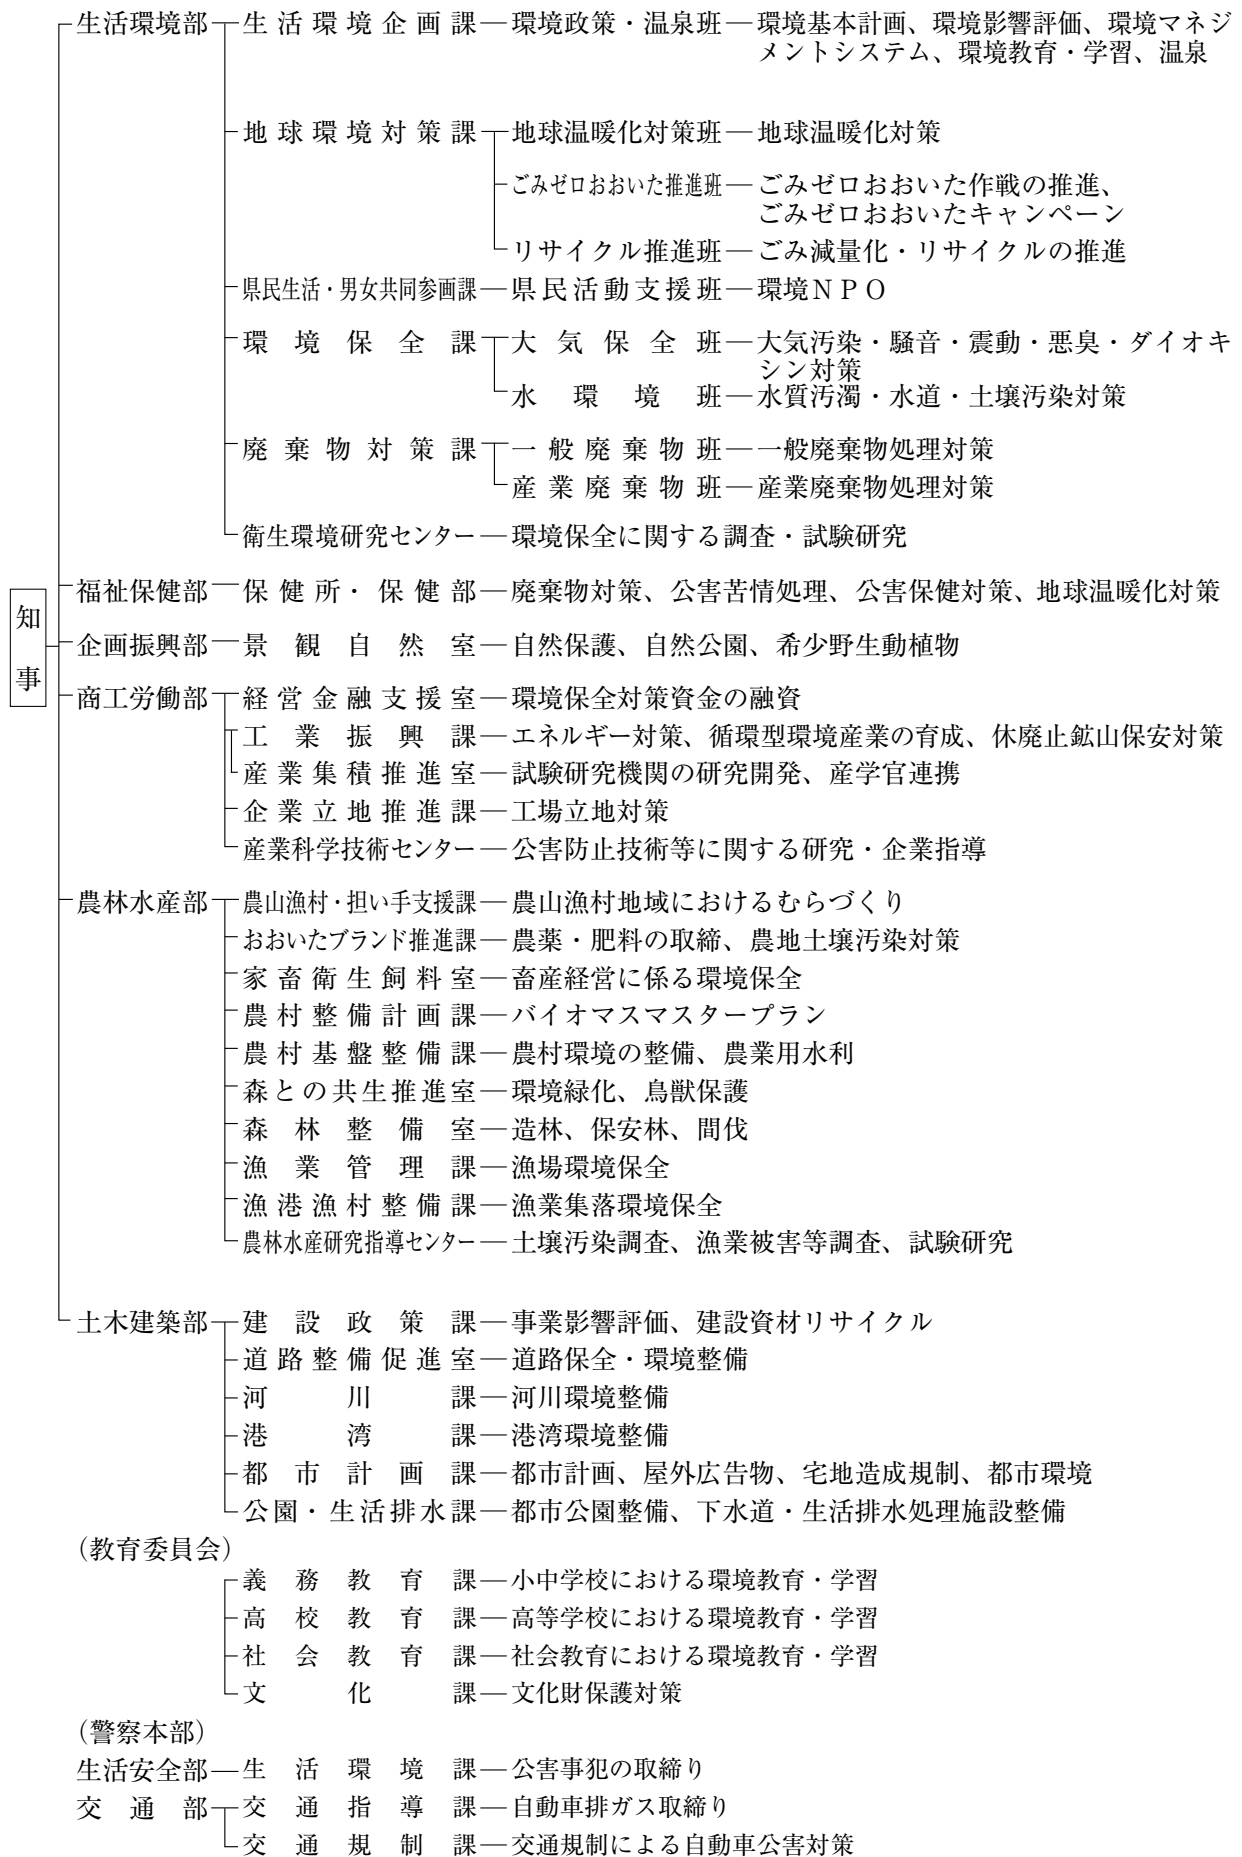 生活環境部 生活環境企画課 環境政策・温泉班 環境基本計画、環境影響評価、環境マネジ
メントシステム、環境教育・学習、温泉
地球環境対策課 地球温暖化対策班 地球温暖化対策
ごみゼロおおいた推進班 ごみゼロおおいた作戦の推進、
ごみゼロおおいたキャンペーン
リサイクル推進班 ごみ減量化・リサイクルの推進
県民生活・男女共同参画課 県民活動支援班 環境ＮＰＯ
環境保全課 大気保全班 大気汚染・騒音・震動・悪臭・ダイオキ
シン対策
水環境班 水質汚濁・水道・土壌汚染対策
廃棄物対策課 一般廃棄物班 一般廃棄物処理対策
産業廃棄物班 産業廃棄物処理対策
衛生環境研究センター 環境保全に関する調査・試験研究
知事
福祉保健部 保健所・保健部 廃棄物対策、公害苦情処理、公害保健対策、地球温暖化対策
企画振興部 景観自然室 自然保護、自然公園、希少野生動植物
商工労働部 経営金融支援室 環境保全対策資金の融資
工業振興課 エネルギー対策、循環型環境産業の育成、休廃止鉱山保安対策
産業集積推進室 試験研究機関の研究開発、産学官連携
企業立地推進課 工場立地対策
産業科学技術センター 公害防止技術等に関する研究・企業指導
農林水産部 農山漁村・担い手支援課 農山漁村地域におけるむらづくり
おおいたブランド推進課 農薬・肥料の取締、農地土壌汚染対策
家畜衛生飼料室 畜産経営に係る環境保全
農村整備計画課 バイオマスマスタープラン
農村基盤整備課 農村環境の整備、農業用水利
森との共生推進室 環境緑化、鳥獣保護
森林整備室 造林、保安林、間伐
漁業管理課 漁場環境保全
漁港漁村整備課 漁業集落環境保全
農林水産研究指導センター 土壌汚染調査、漁業被害等調査、試験研究
土木建築部 建設政策課 事業影響評価、建設資材リサイクル
道路整備促進室 道路保全・環境整備
河川課 河川環境整備
港湾課 港湾環境整備
都市計画課 都市計画、屋外広告物、宅地造成規制、都市環境
公園・生活排水課 都市公園整備、下水道・生活排水処理施設整備
（教育委員会）
義務教育課 小中学校における環境教育・学習
高校教育課 高等学校における環境教育・学習
社会教育課 社会教育における環境教育・学習
文化課 文化財保護対策
（警察本部）
生活安全部 生活環境課 公害事犯の取締り
交通部 交通指導課 自動車排ガス取締り
交通規制課 交通規制による自動車公害対策